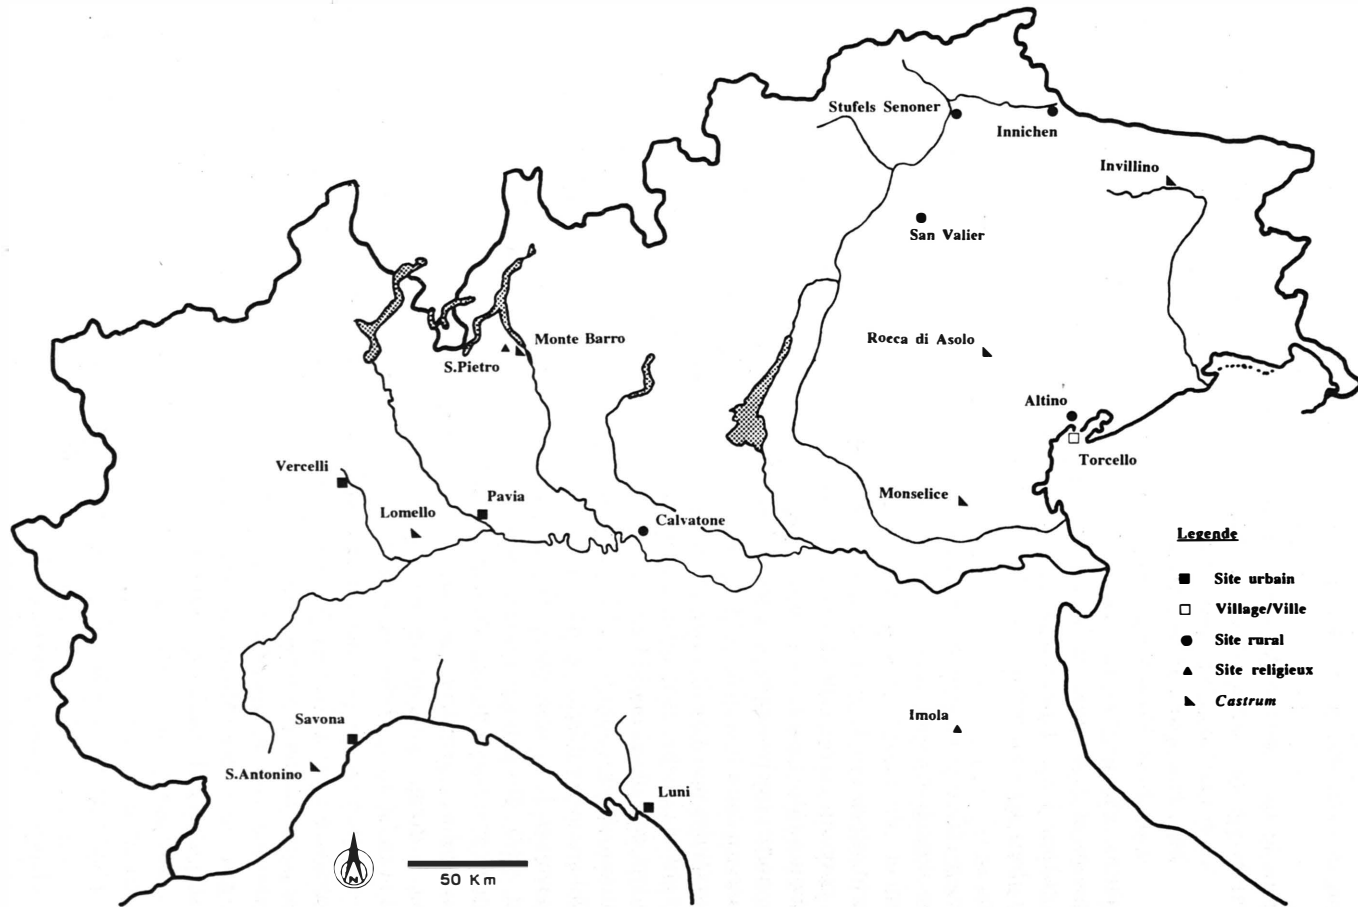 Stufels Senoner
Innichen
Invillino
San Valier
Monte Barro
S.Pietro
Rocca di Asolo
Altino
Torcello
Vercelli
Pavia
Lomello
Calvatone
Monselice
Legende
Site urbain
Village/Ville
Site rural
Site religieux
Castrum
Imola
Savona
S.Antonino
Luni
N
50 Km